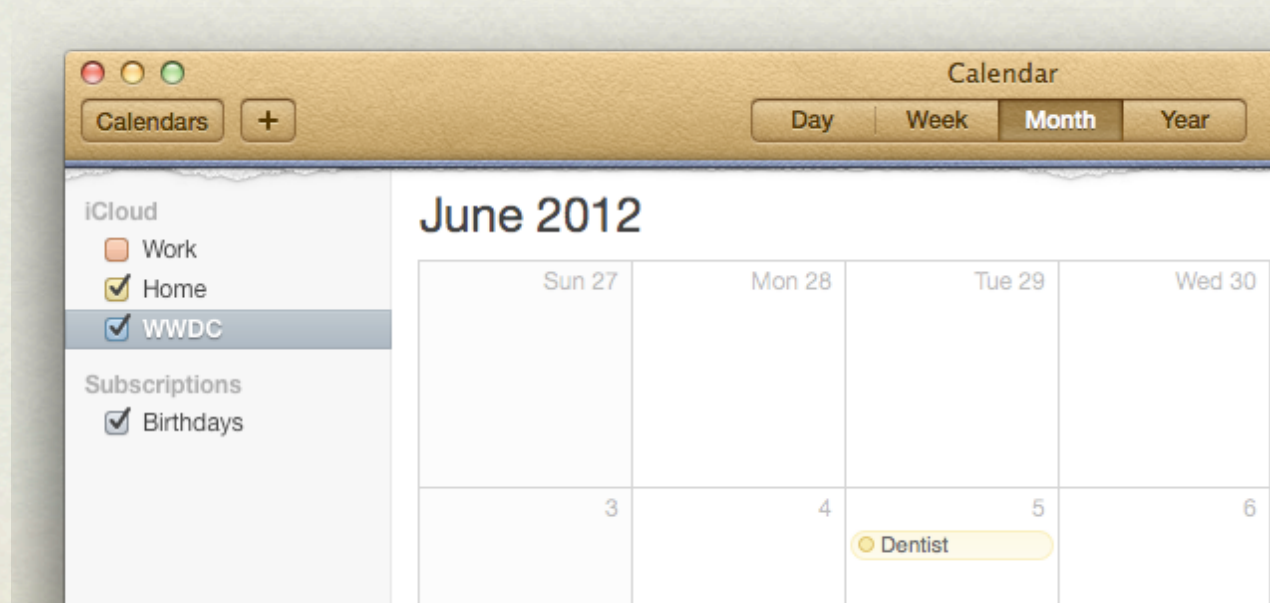 Calendar
Calendars + Day Week Month Year
iCloud
Work
Home
WWDC
Subscriptions
Birthdays
June 2012
Sun 27 Mon 28 Tue 29 Wed 30
3 4 5 6
Dentist